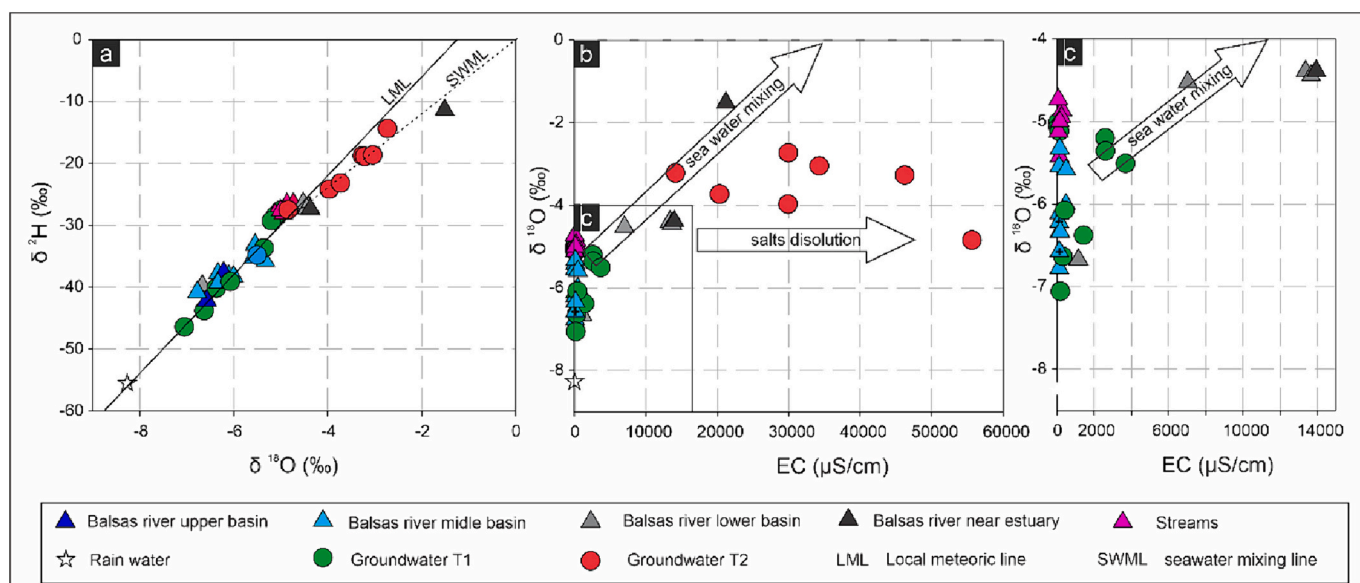 a
0
-10
-20
-30
-40
-50
-60
δ ²H (‰)
-8
-6
-4
-2
0
δ ¹⁸O (‰)
LML
SWML
b
0
-2
-4
-6
-8
δ ¹⁸O (‰)
0
10000
20000
30000
40000
50000
60000
EC (µS/cm)
sea water mixing
salts disolution
c
c
-4
-5
-6
-7
-8
δ ¹⁸O (‰)
0
2000
6000
10000
14000
EC (µS/cm)
sea water mixing
Balsas river upper basin
Balsas river midle basin
Balsas river lower basin
Balsas river near estuary
Streams
Rain water
Groundwater T1
Groundwater T2
LML Local meteoric line
SWML seawater mixing line